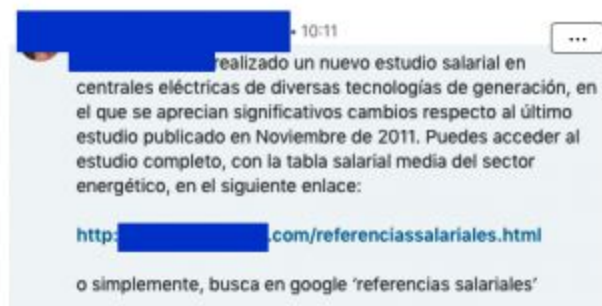 • 10:11
...
realizado un nuevo estudio salarial en
centrales eléctricas de diversas tecnologías de generación, en
el que se aprecian significativos cambios respecto al último
estudio publicado en Noviembre de 2011. Puedes acceder al
estudio completo, con la tabla salarial media del sector
energético, en el siguiente enlace:
http: .com/referenciassalariales.html
o simplemente, busca en google ‘referencias salariales’